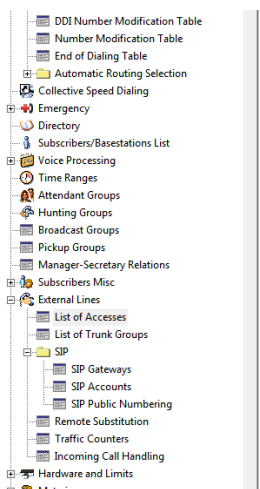 DDI Number Modification Table
Number Modification Table
End of Dialing Table
Automatic Routing Selection
Collective Speed Dialing
Emergency
Directory
Subscribers/Basestations List
Voice Processing
Time Ranges
Attendant Groups
Hunting Groups
Broadcast Groups
Pickup Groups
Manager-Secretary Relations
Subscribers Misc
External Lines
List of Accesses
List of Trunk Groups
SIP
SIP Gateways
SIP Accounts
SIP Public Numbering
Remote Substitution
Traffic Counters
Incoming Call Handling
Hardware and Limits